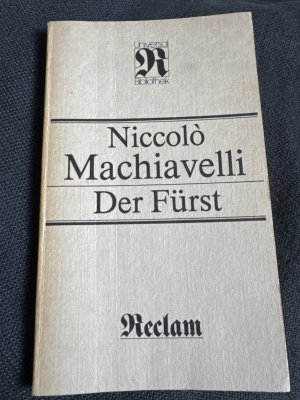 Universal
R
Bibliothek
Niccolò
Machiavelli
Der Fürst
Reclam